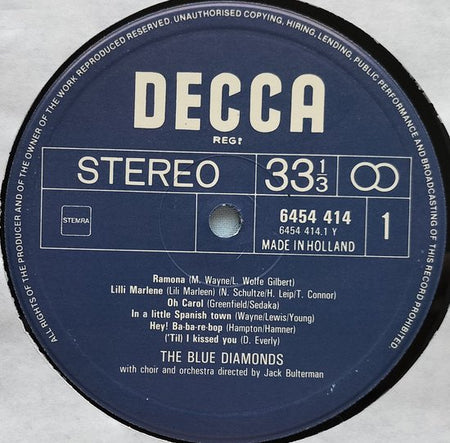 ALL RIGHTS OF THE PRODUCER AND OF THE OWNER OF THE WORK REPRODUCED RESERVED. UNAUTHORISED COPYING, HIRING, LENDING, PUBLIC PERFORMANCE AND BROADCASTING OF THIS RECORD PROHIBITED
DECCA
REG!
STEREO 33 1/3
STEMRA
6454 414
6454 414.1 Y
MADE IN HOLLAND
1
Ramona (M. Wayne/L. Wolfe Gilbert)
Lilli Marlene (Lili Marleen) (N. Schultze/H. Leip/T. Connor)
Oh Carol (Greenfield/Sedaka)
In a little Spanish town (Wayne/Lewis/Young)
Hey! Ba-ba-re-bop (Hampton/Hamner)
('Til) I kissed you (D. Everly)
THE BLUE DIAMONDS
with choir and orchestra directed by Jack Bulterman